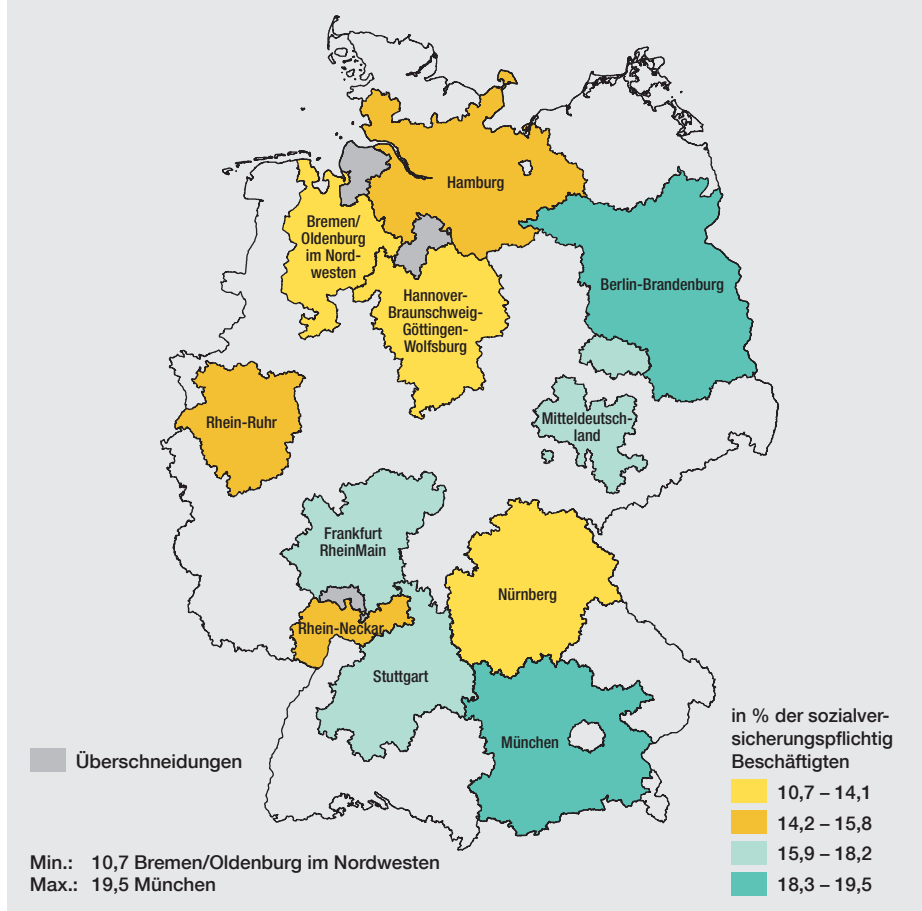 Hamburg
Bremen/
Oldenburg
im Nord-
westen
Berlin-Brandenburg
Hannover-
Braunschweig-
Göttingen-
Wolfsburg
Rhein-Ruhr
Mitteldeutsch-
land
Frankfurt
RheinMain
Nürnberg
Rhein-Neckar
Stuttgart
München
Überschneidungen
in % der sozialver-
sicherungspflichtig
Beschäftigten
10,7 – 14,1
14,2 – 15,8
15,9 – 18,2
18,3 – 19,5
Min.: 10,7 Bremen/Oldenburg im Nordwesten
Max.: 19,5 München